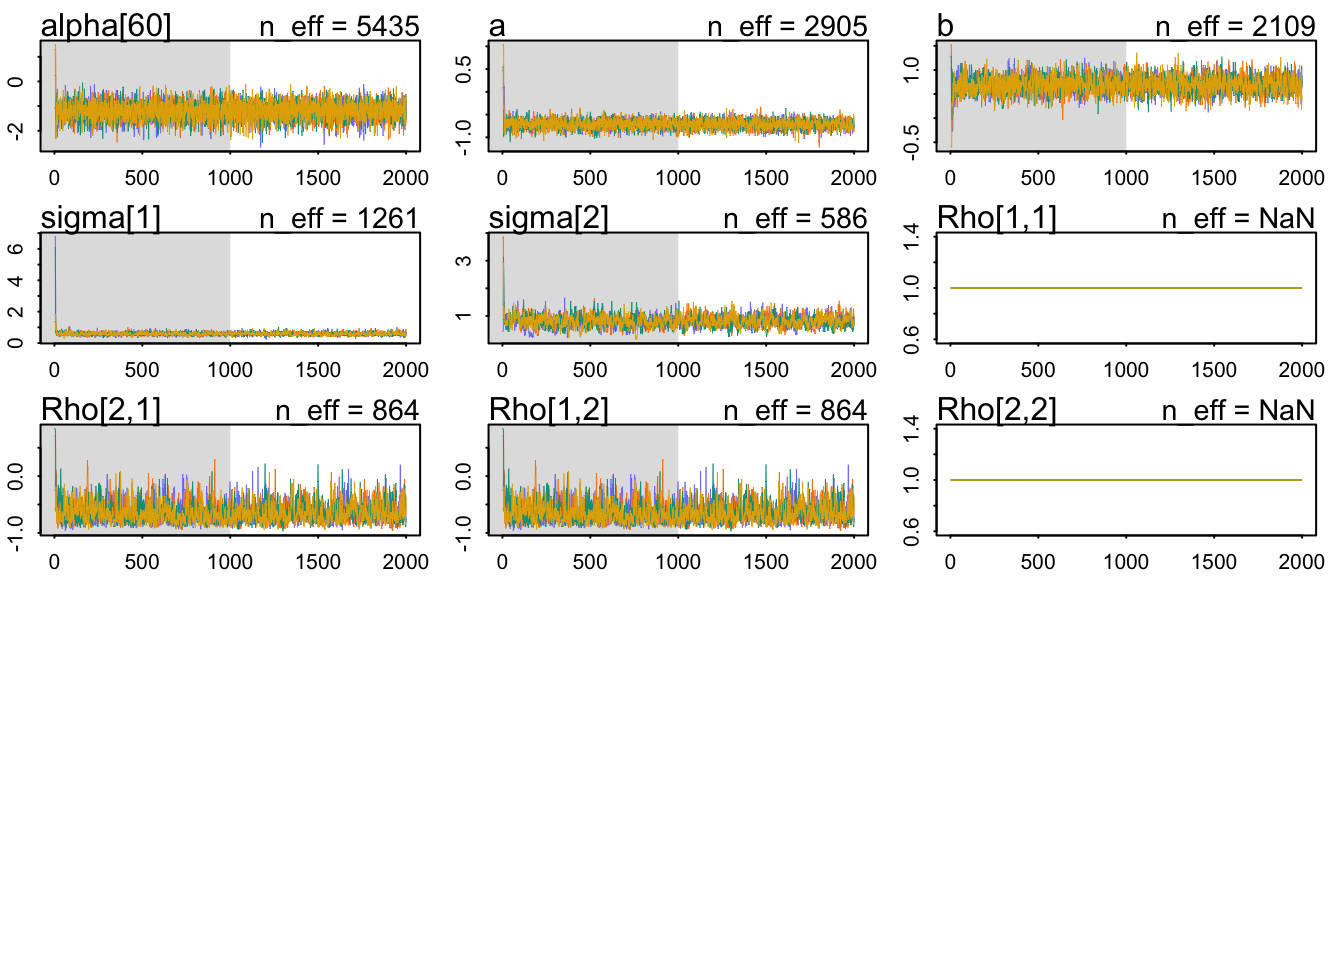 alpha[60] n_eff = 5435 a n_eff = 2905 b n_eff = 2109
0 -2 0.5 -1.0 1.0 -0.5
0 500 1000 1500 2000 0 500 1000 1500 2000 0 500 1000 1500 2000
sigma[1] n_eff = 1261 sigma[2] n_eff = 586 Rho[1,1] n_eff = NaN
6 4 2 0 3 1 1.4 1.0 0.6
0 500 1000 1500 2000 0 500 1000 1500 2000 0 500 1000 1500 2000
Rho[2,1] n_eff = 864 Rho[1,2] n_eff = 864 Rho[2,2] n_eff = NaN
0.0 -1.0 0.0 -1.0 1.4 1.0 0.6
0 500 1000 1500 2000 0 500 1000 1500 2000 0 500 1000 1500 2000